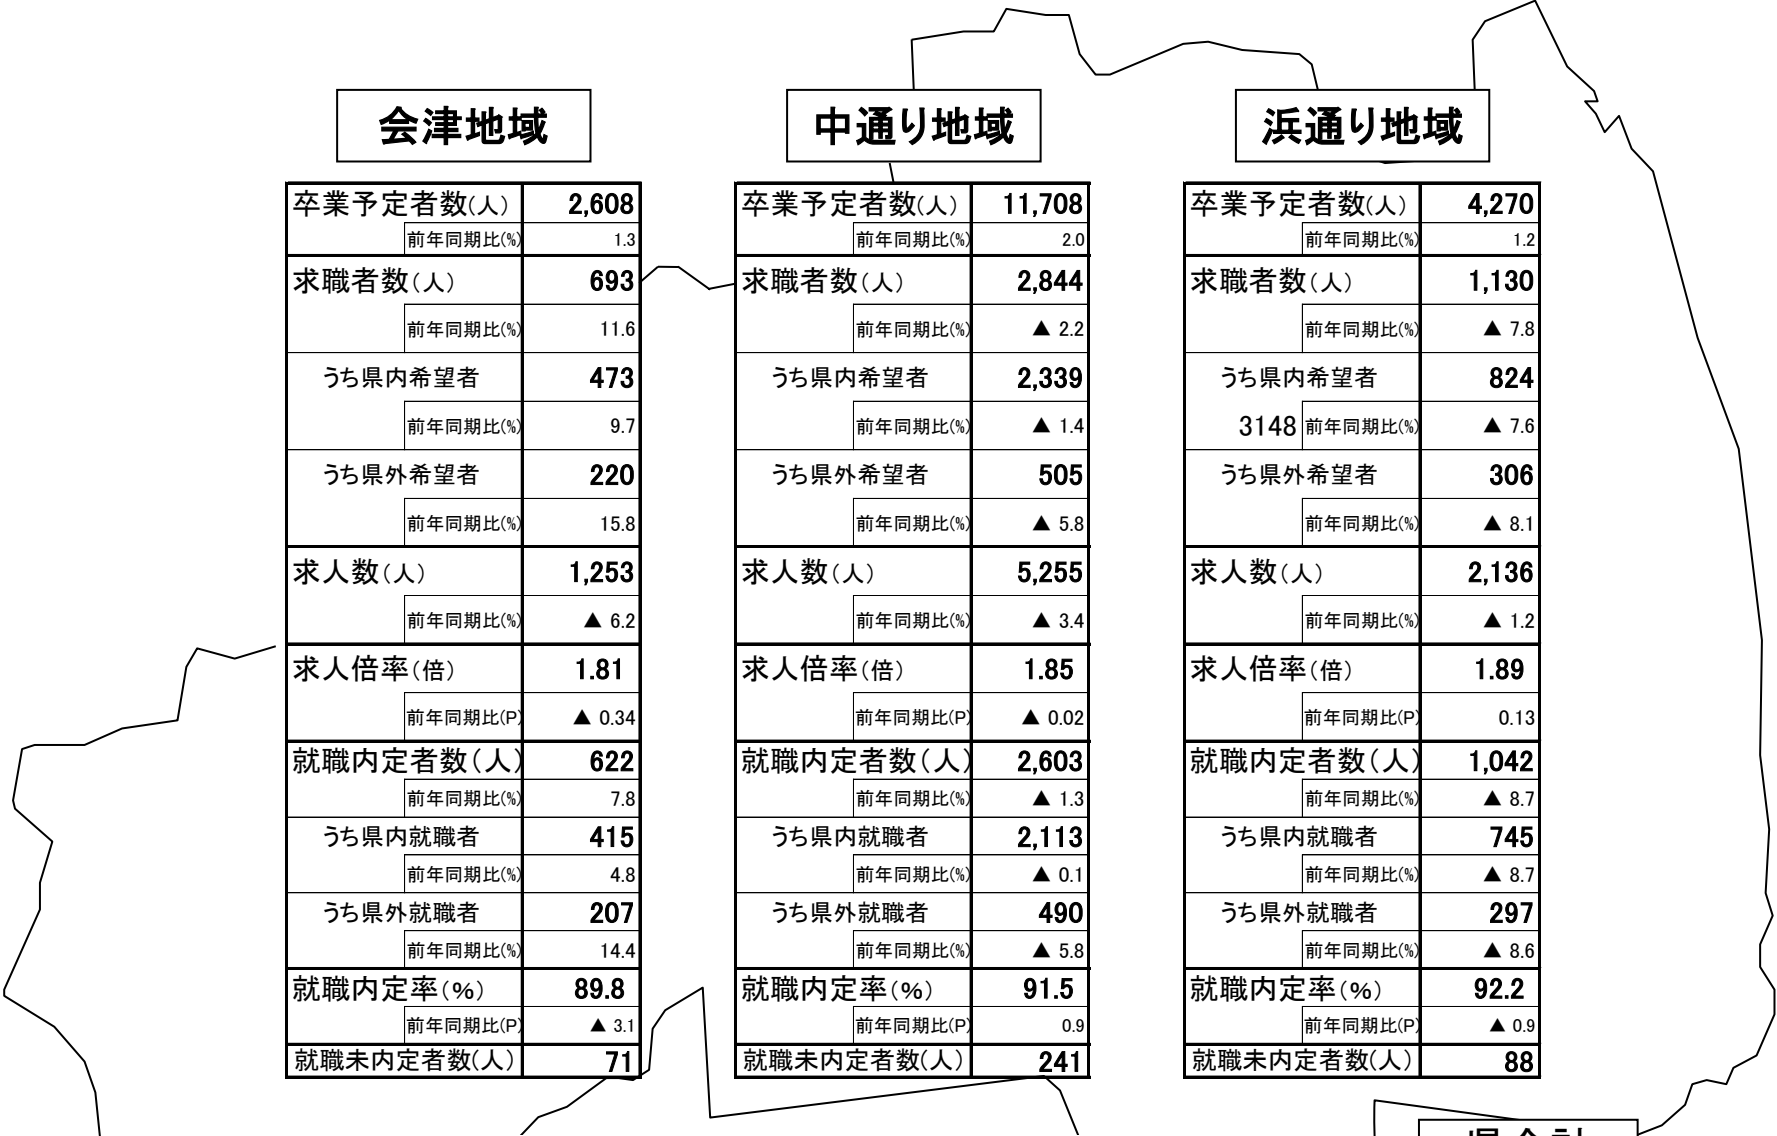 会津地域
卒業予定者数(人) 2,608
前年同期比(%) 1.3
求職者数(人) 693
前年同期比(%) 11.6
うち県内希望者 473
前年同期比(%) 9.7
うち県外希望者 220
前年同期比(%) 15.8
求人数(人) 1,253
前年同期比(%) ▲ 6.2
求人倍率(倍) 1.81
前年同期比(P) ▲ 0.34
就職内定者数(人) 622
前年同期比(%) 7.8
うち県内就職者 415
前年同期比(%) 4.8
うち県外就職者 207
前年同期比(%) 14.4
就職内定率(%) 89.8
前年同期比(P) ▲ 3.1
就職未内定者数(人) 71
中通り地域
卒業予定者数(人) 11,708
前年同期比(%) 2.0
求職者数(人) 2,844
前年同期比(%) ▲ 2.2
うち県内希望者 2,339
前年同期比(%) ▲ 1.4
うち県外希望者 505
前年同期比(%) ▲ 5.8
求人数(人) 5,255
前年同期比(%) ▲ 3.4
求人倍率(倍) 1.85
前年同期比(P) ▲ 0.02
就職内定者数(人) 2,603
前年同期比(%) ▲ 1.3
うち県内就職者 2,113
前年同期比(%) ▲ 0.1
うち県外就職者 490
前年同期比(%) ▲ 5.8
就職内定率(%) 91.5
前年同期比(P) 0.9
就職未内定者数(人) 241
浜通り地域
卒業予定者数(人) 4,270
前年同期比(%) 1.2
求職者数(人) 1,130
前年同期比(%) ▲ 7.8
うち県内希望者 824
3148 前年同期比(%) ▲ 7.6
うち県外希望者 306
前年同期比(%) ▲ 8.1
求人数(人) 2,136
前年同期比(%) ▲ 1.2
求人倍率(倍) 1.89
前年同期比(P) 0.13
就職内定者数(人) 1,042
前年同期比(%) ▲ 8.7
うち県内就職者 745
前年同期比(%) ▲ 8.7
うち県外就職者 297
前年同期比(%) ▲ 8.6
就職内定率(%) 92.2
前年同期比(P) ▲ 0.9
就職未内定者数(人) 88